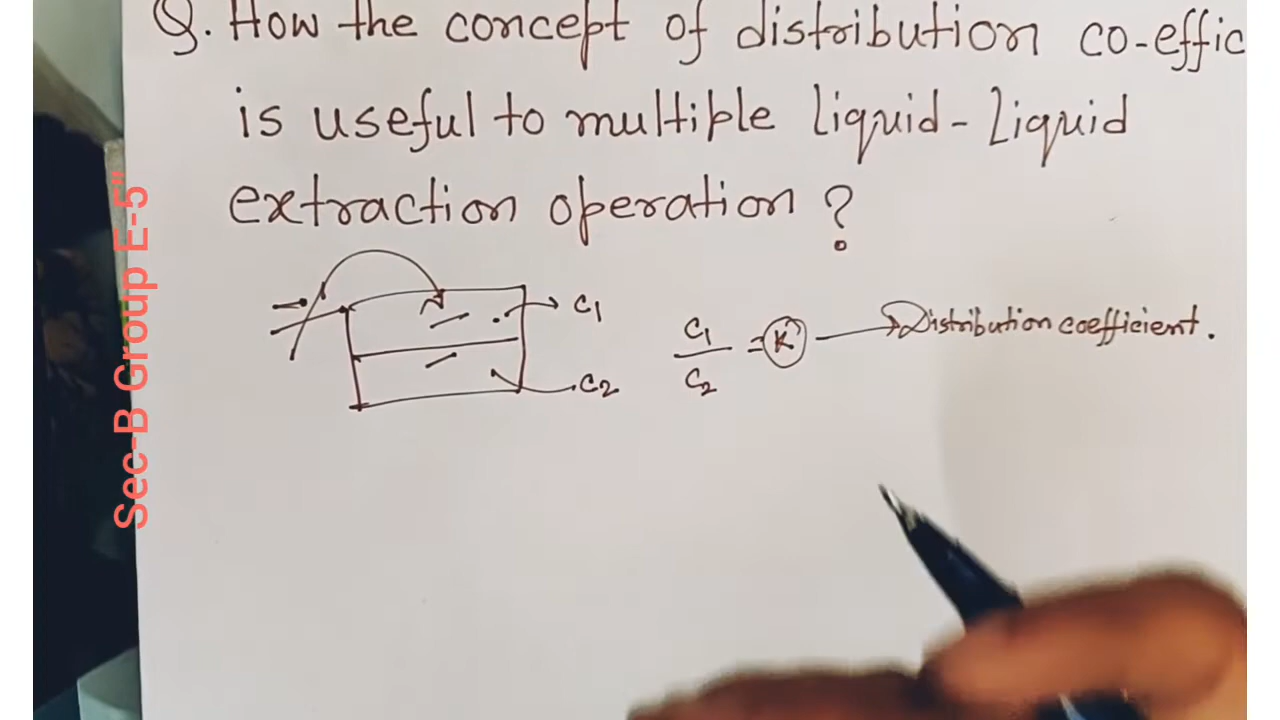 Q. How the concept of distribution co-effic
is useful to multiple liquid-liquid
extraction operation ?
C1
C1
C2
=K
Distribution coefficient.
C2
Sec-B Group E-5"